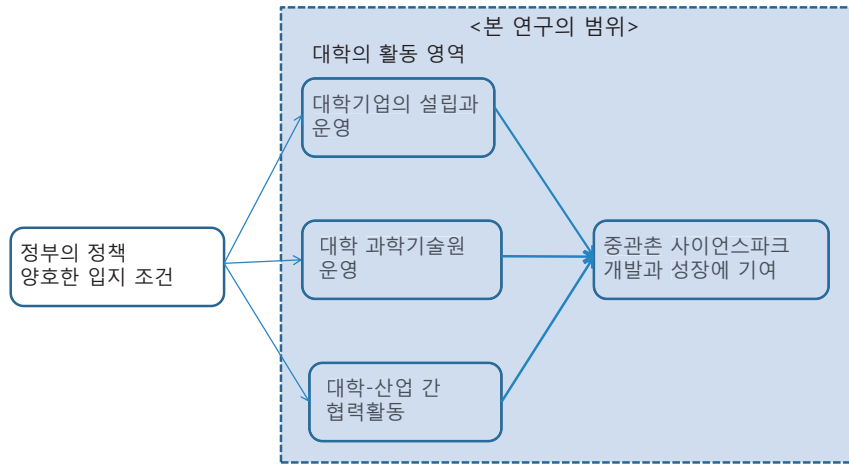 <본 연구의 범위>
대학의 활동 영역
대학기업의 설립과
운영
정부의 정책
양호한 입지 조건
대학 과학기술원
운영
중관촌 사이언스파크
개발과 성장에 기여
대학-산업 간
협력활동